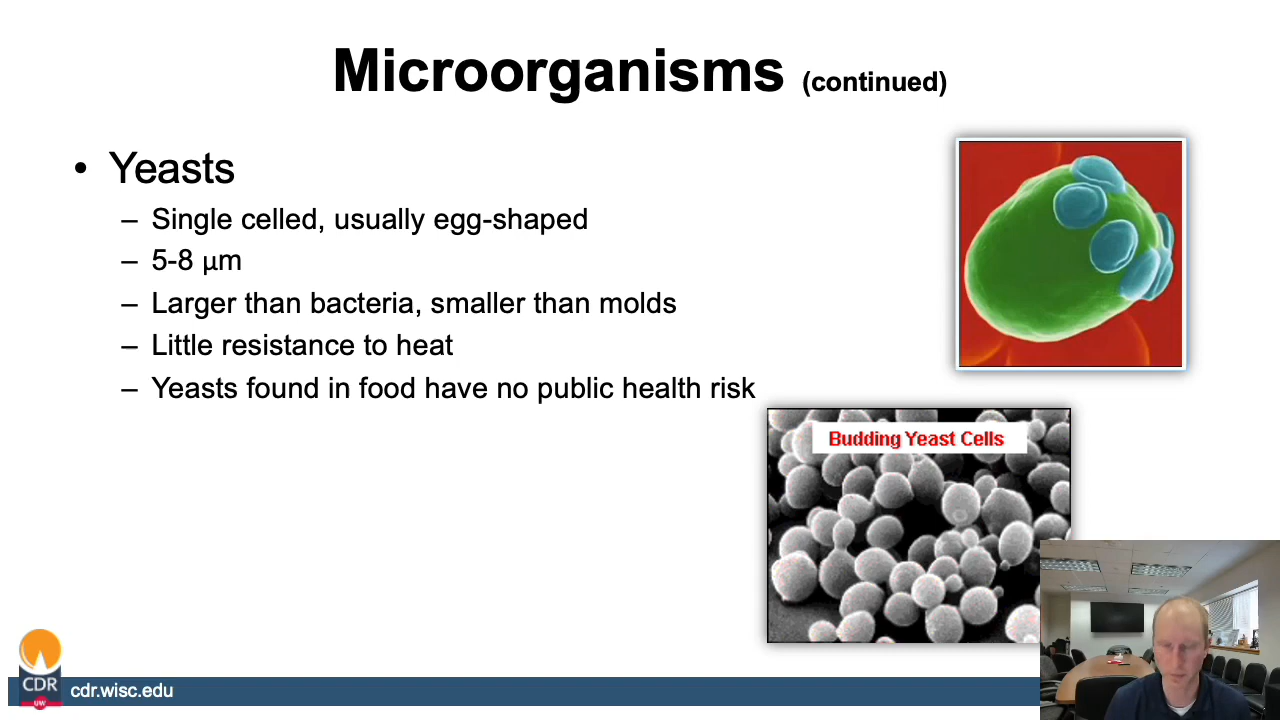 Microorganisms (continued)
• Yeasts
– Single celled, usually egg-shaped
– 5-8 µm
– Larger than bacteria, smaller than molds
– Little resistance to heat
– Yeasts found in food have no public health risk
Budding Yeast Cells
CDR
UW
cdr.wisc.edu